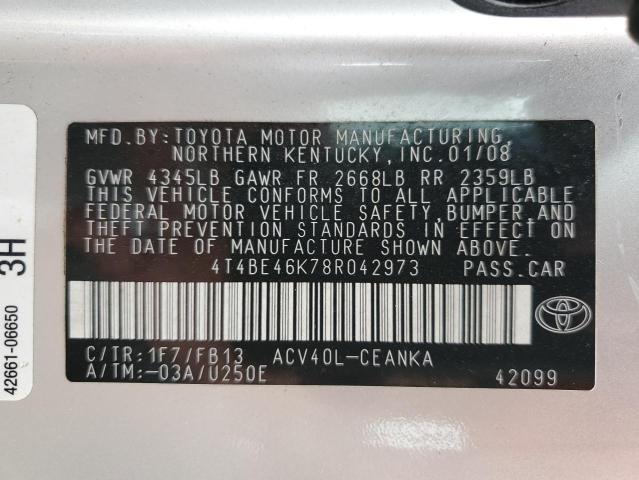 MFD. BY: TOYOTA MOTOR MANUFACTURING,
NORTHERN KENTUCKY, INC. 01/08
GVWR 4345LB GAWR FR 2668LB RR 2359LB
THIS VEHICLE CONFORMS TO ALL APPLICABLE
FEDERAL MOTOR VEHICLE SAFETY, BUMPER, AND
THEFT PREVENTION STANDARDS IN EFFECT ON
THE DATE OF MANUFACTURE SHOWN ABOVE.
4T4BE46K78R042973 PASS. CAR
C/TR: 1F7/FB13 ACV40L-CEANKA
A/TM: -03A/U250E 42099
42661-06650 3H